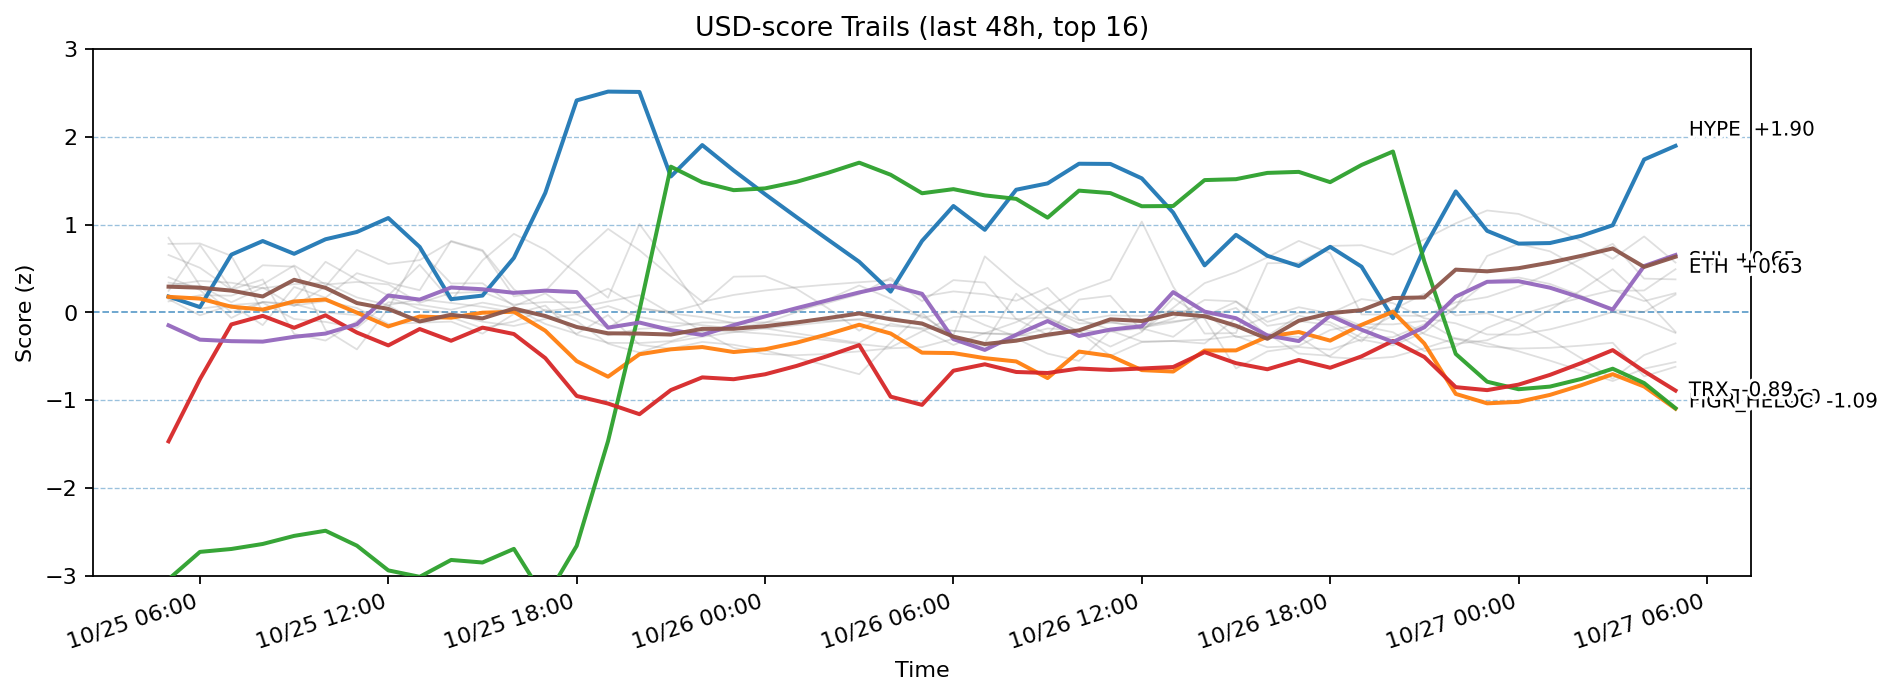 USD-score Trails (last 48h, top 16)
Score (z)
3
2
1
0
−1
−2
−3
HYPE +1.90
ETH +0.63
TRX -0.89
FIGR_HELOC -1.09
10/25 06:00
10/25 12:00
10/25 18:00
10/26 00:00
10/26 06:00
10/26 12:00
10/26 18:00
10/27 00:00
10/27 06:00
Time